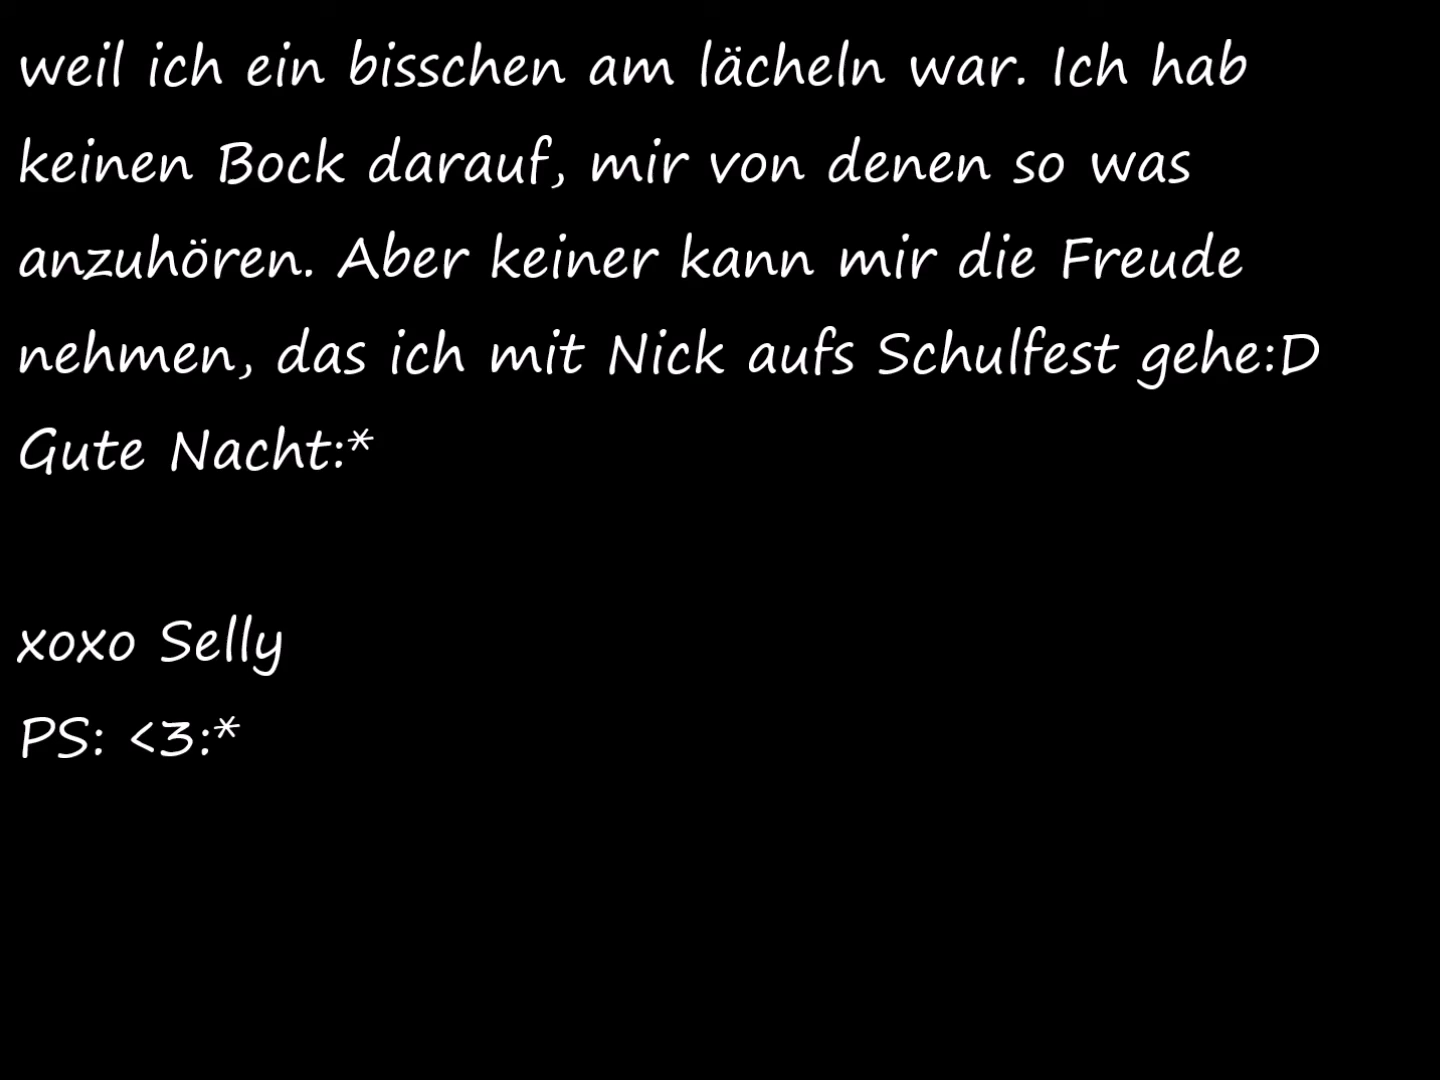 weil ich ein bisschen am lächeln war. Ich hab
keinen Bock darauf, mir von denen so was
anzuhören. Aber keiner kann mir die Freude
nehmen, das ich mit Nick aufs Schulfest gehe:D
Gute Nacht:*
xoxo Selly
PS: <3:*